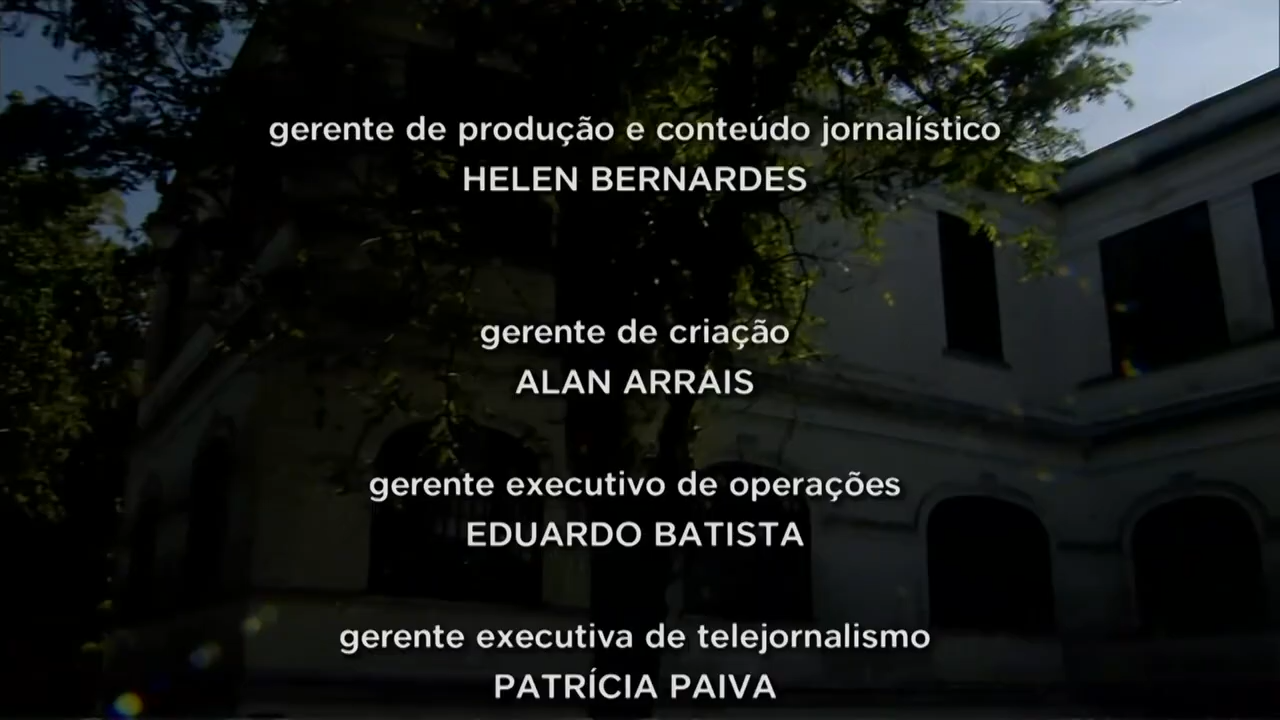 gerente de produção e conteúdo jornalístico
HELEN BERNARDES
gerente de criação
ALAN ARRAIS
gerente executivo de operações
EDUARDO BATISTA
gerente executiva de telejornalismo
PATRÍCIA PAIVA